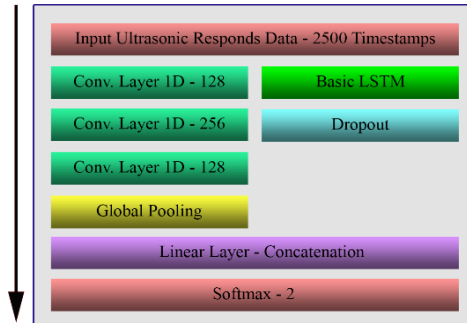 Input Ultrasonic Responds Data - 2500 Timestamps
Conv. Layer 1D - 128
Basic LSTM
Conv. Layer 1D - 256
Dropout
Conv. Layer 1D - 128
Global Pooling
Linear Layer - Concatenation
Softmax - 2